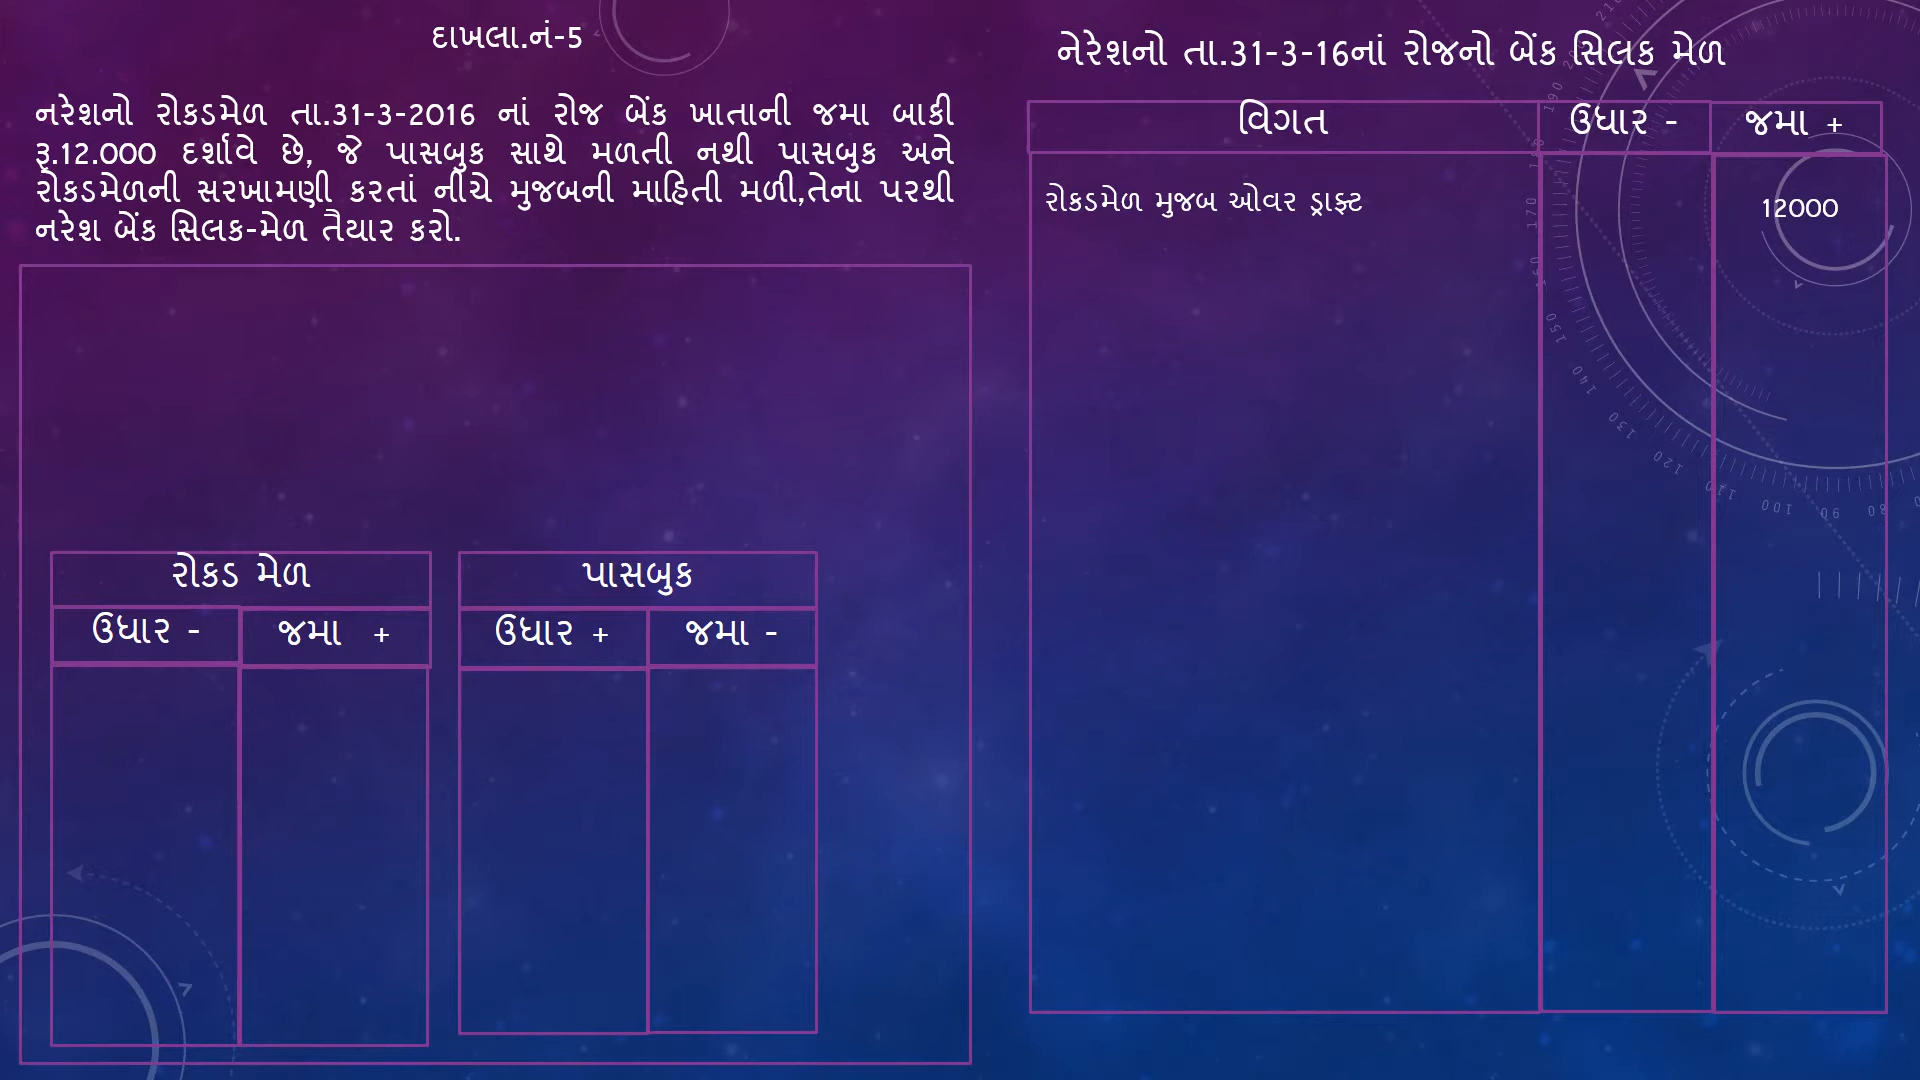 દાખલા.નં-5
નરેશનો રોકડમેળ તા.31-3-2016 નાં રોજ બેંક ખાતાની જમા બાકી
રૂ.12.000 દર્શાવે છે, જે પાસબુક સાથે મળતી નથી પાસબુક અને
રોકડમેળની સરખામણી કરતાં નીચે મુજબની માહિતી મળી,તેના પરથી
નરેશ બેંક સિલક-મેળ તૈયાર કરો.
રોકડ મેળ
પાસબુક
ઉધાર -
જમા +
ઉધાર +
જમા -
નેરેશનો તા.31-3-16નાં રોજનો બેંક સિલક મેળ
વિગત
ઉધાર -
જમા +
રોકડમેળ મુજબ ઓવર ડ્રાફ્ટ
12000